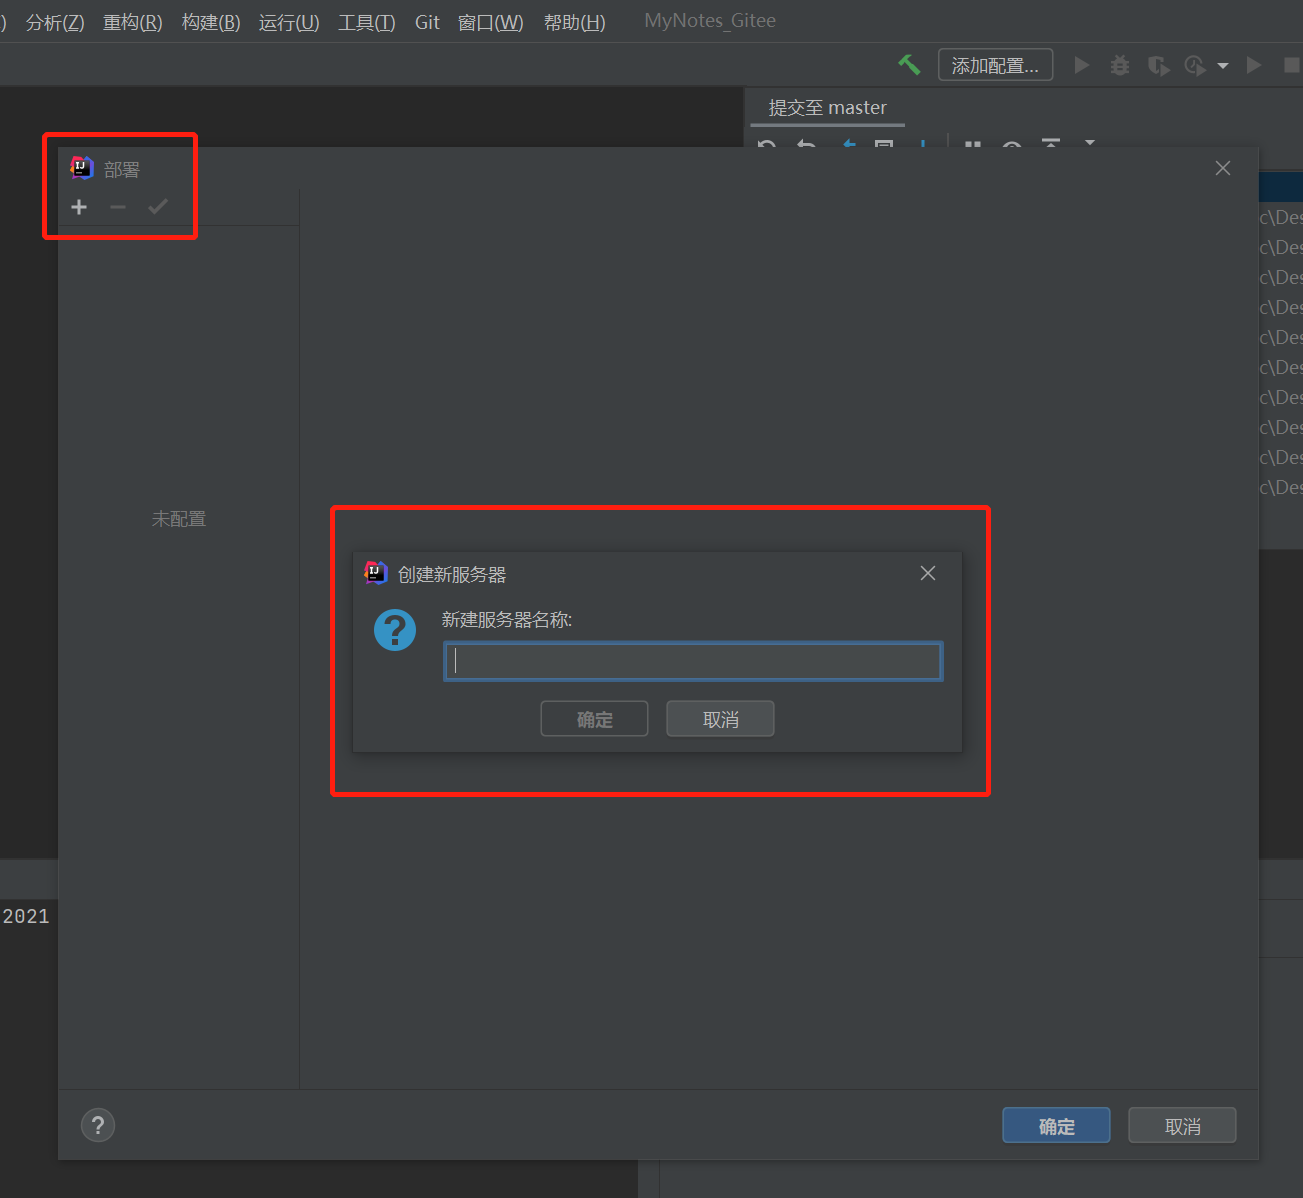 ) 分析(Z) 重构(R) 构建(B) 运行(U) 工具(T) Git 窗口(W) 帮助(H) MyNotes_Gitee
添加配置...
提交至 master
IJ 部署
c\Des
c\Des
c\Des
c\Des
c\Des
c\Des
c\Des
c\Des
c\Des
c\Des
未配置
IJ 创建新服务器
新建服务器名称:
确定 取消
2021
? 确定 取消